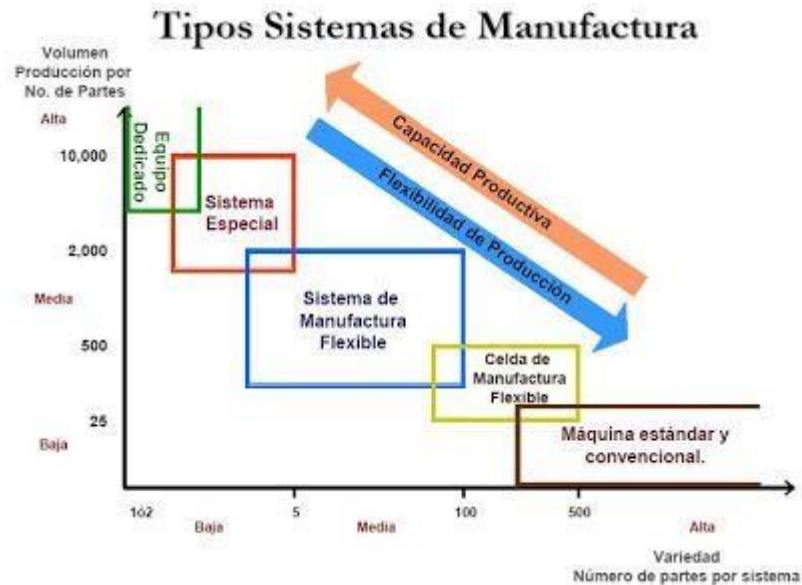 Tipos Sistemas de Manufactura
Volumen
Producción por
No. de Partes
Alta
10,000
2,000
Media
500
25
Baja
Equipo
Dedicado
Sistema
Especial
Sistema de
Manufactura
Flexible
Celda de
Manufactura
Flexible
Máquina estándar y
convencional.
Capacidad Productiva
Flexibilidad de Producción
1ó2
5
100
500
Baja
Media
Alta
Variedad
Número de partes por sistema